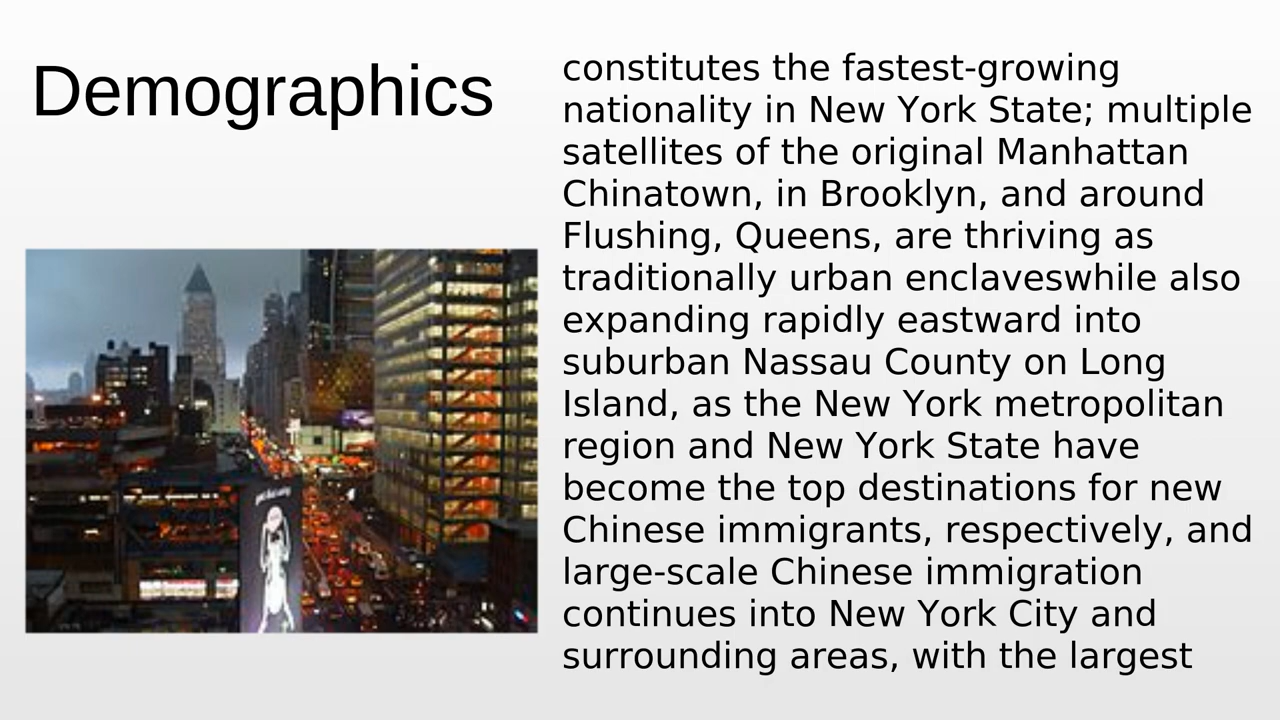 Demographics
constitutes the fastest-growing
nationality in New York State; multiple
satellites of the original Manhattan
Chinatown, in Brooklyn, and around
Flushing, Queens, are thriving as
traditionally urban enclaveswhile also
expanding rapidly eastward into
suburban Nassau County on Long
Island, as the New York metropolitan
region and New York State have
become the top destinations for new
Chinese immigrants, respectively, and
large-scale Chinese immigration
continues into New York City and
surrounding areas, with the largest